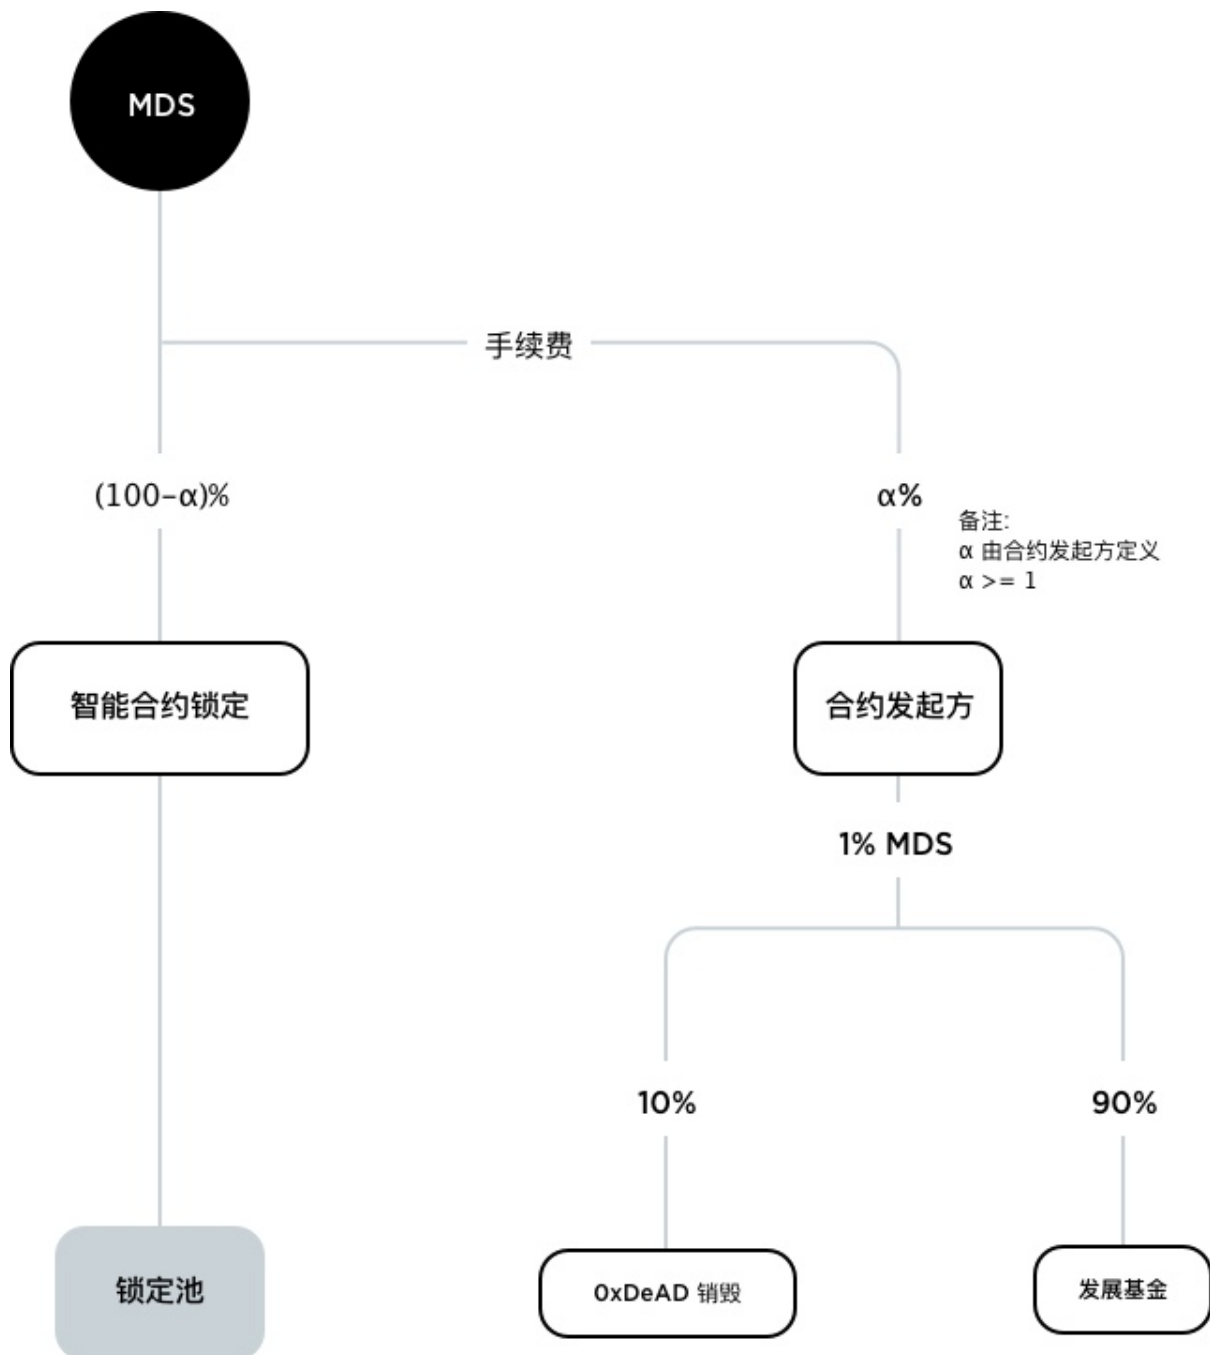 MDS
手续费
(100-α)%
α%
备注:
α 由合约发起方定义
α >= 1
智能合约锁定
合约发起方
1% MDS
10%
90%
锁定池
0xDeAD 销毁
发展基金